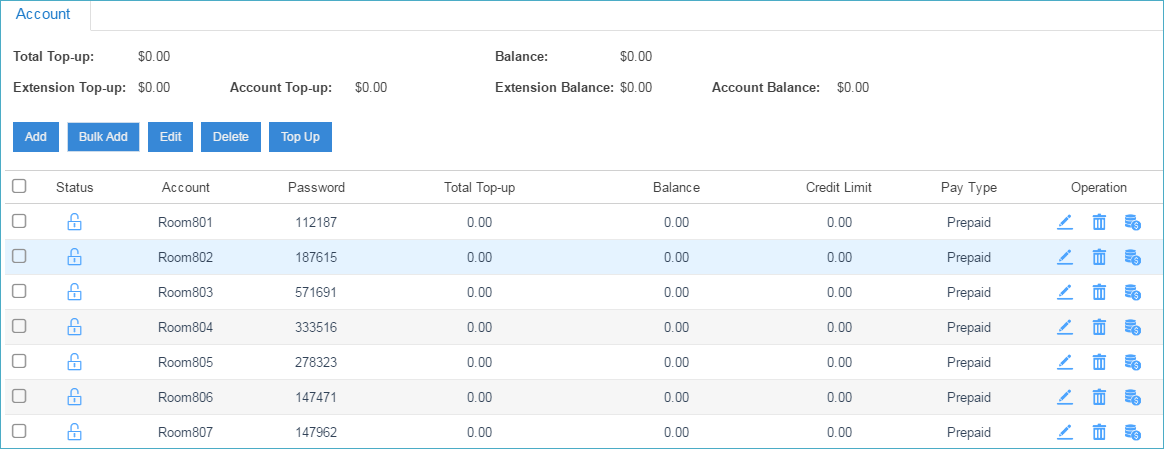 Account
Total Top-up: $0.00 Balance: $0.00
Extension Top-up: $0.00 Account Top-up: $0.00 Extension Balance: $0.00 Account Balance: $0.00
Add Bulk Add Edit Delete Top Up
Status Account Password Total Top-up Balance Credit Limit Pay Type Operation
Room801 112187 0.00 0.00 0.00 Prepaid
Room802 187615 0.00 0.00 0.00 Prepaid
Room803 571691 0.00 0.00 0.00 Prepaid
Room804 333516 0.00 0.00 0.00 Prepaid
Room805 278323 0.00 0.00 0.00 Prepaid
Room806 147471 0.00 0.00 0.00 Prepaid
Room807 147962 0.00 0.00 0.00 Prepaid